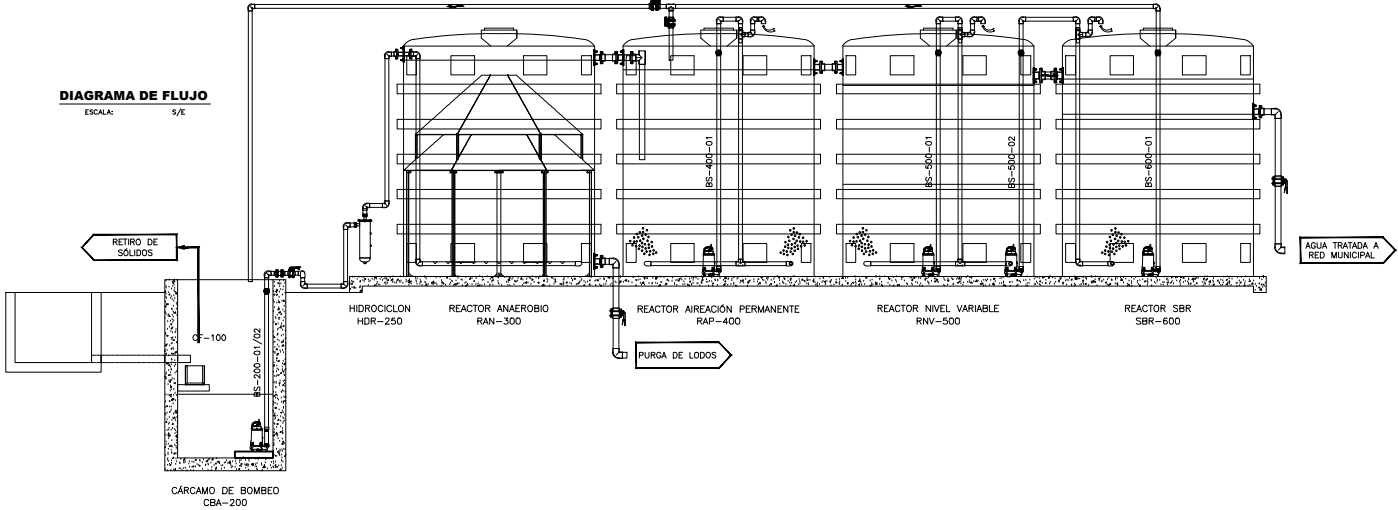 DIAGRAMA DE FLUJO
ESCALA: S/E
RETIRO DE
SÓLIDOS
CF-100
BS-200-01/02
CÁRCAMO DE BOMBEO
CBA-200
HIDROCICLON
HDR-250
REACTOR ANAEROBIO
RAN-300
PURGA DE LODOS
BS-400-01
REACTOR AIREACIÓN PERMANENTE
RAP-400
BS-500-01
BS-500-02
REACTOR NIVEL VARIABLE
RNV-500
BS-600-01
REACTOR SBR
SBR-600
AGUA TRATADA A
RED MUNICIPAL